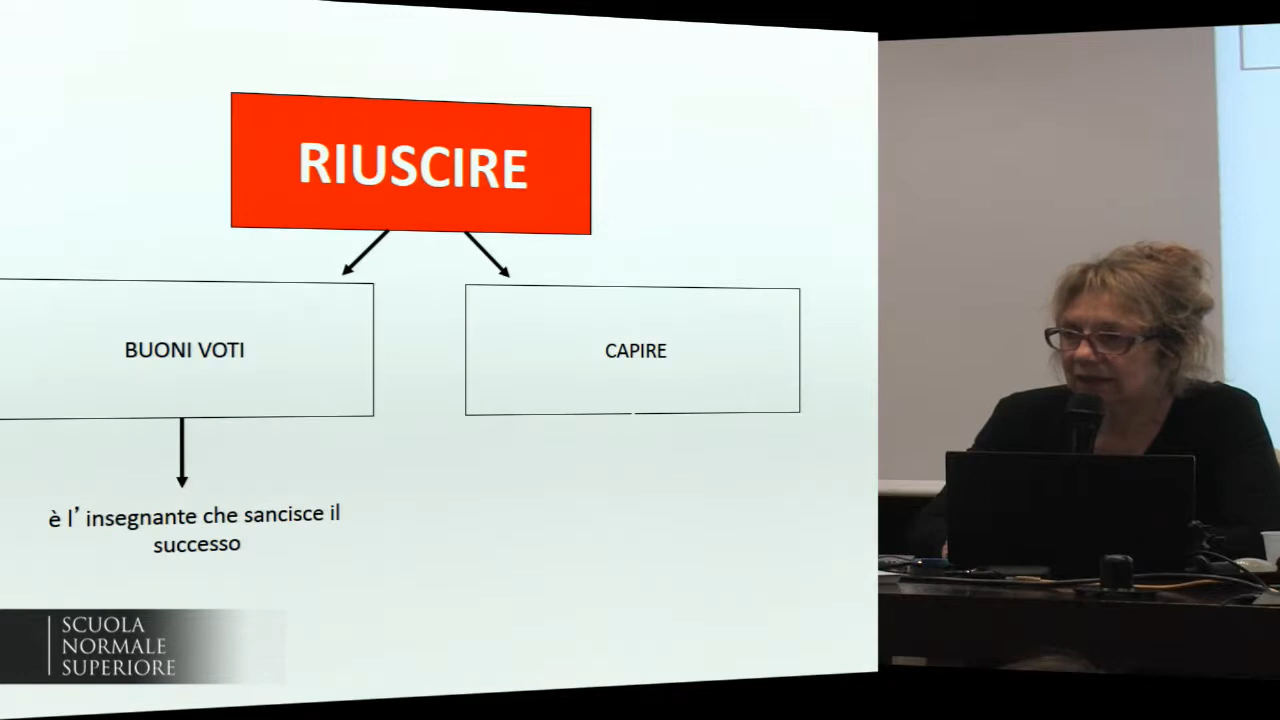 RIUSCIRE
BUONI VOTI
CAPIRE
è l’ insegnante che sancisce il
successo
SCUOLA
NORMALE
SUPERIORE